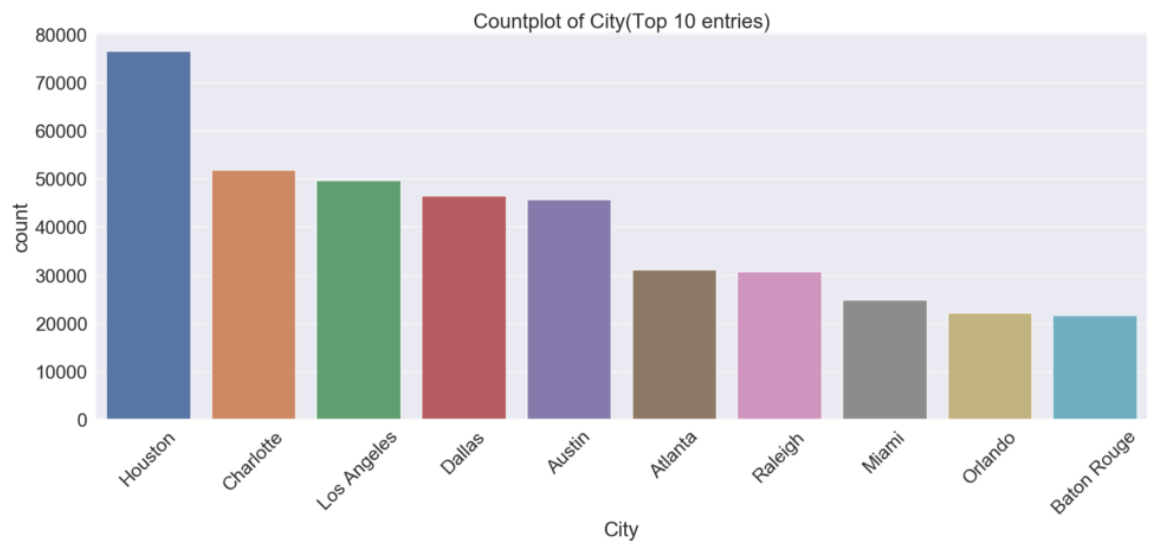 Countplot of City(Top 10 entries)
80000
70000
60000
50000
40000
30000
20000
10000
0
count
Houston
Charlotte
Los Angeles
Dallas
Austin
Atlanta
Raleigh
Miami
Orlando
Baton Rouge
City